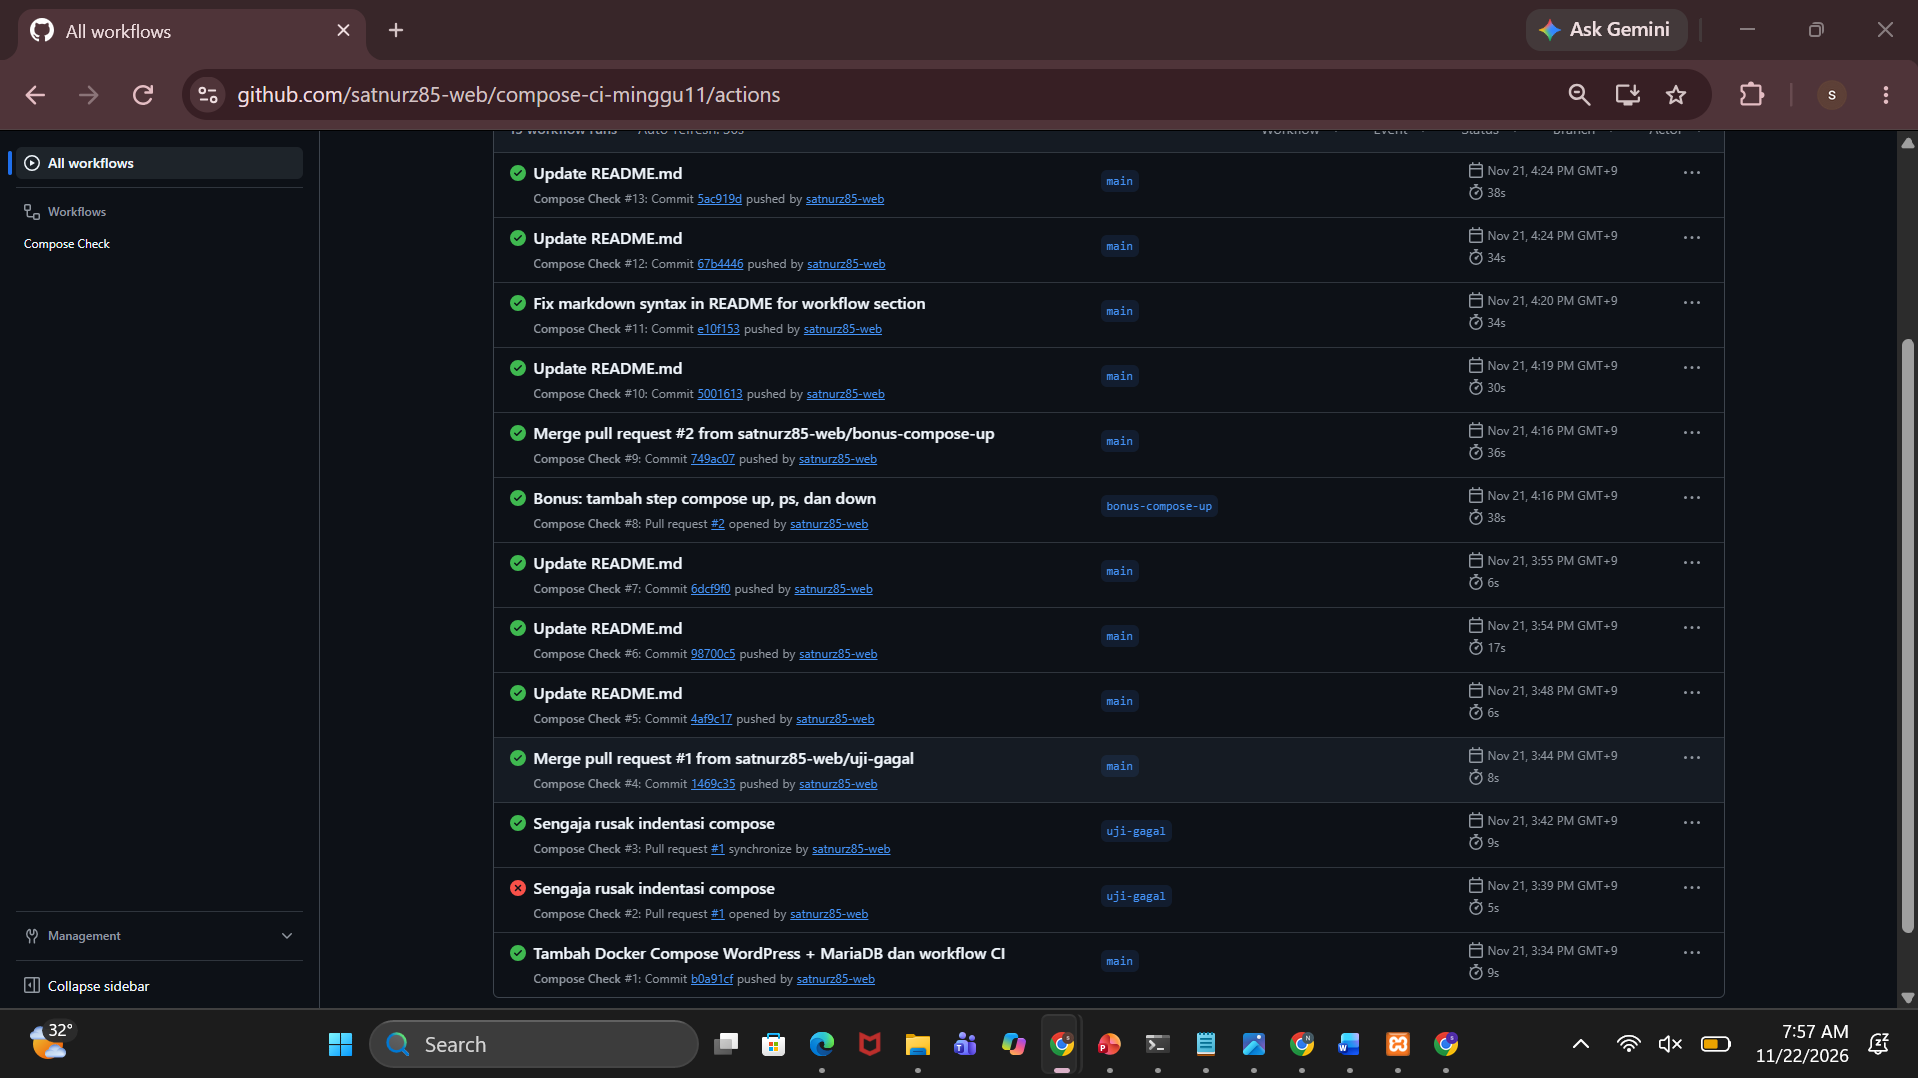 All workflows
Ask Gemini
github.com/satnurz85-web/compose-ci-minggu11/actions
S
All workflows
Workflows
Compose Check
13 workflow runs
Auto-refresh: 30s
Workflow
Event
Status
Branch
Actor
Update README.md
main
Nov 21, 4:24 PM GMT+9
Compose Check #13: Commit 5ac919d pushed by satnurz85-web
38s
Update README.md
main
Nov 21, 4:24 PM GMT+9
Compose Check #12: Commit 67b4446 pushed by satnurz85-web
34s
Fix markdown syntax in README for workflow section
main
Nov 21, 4:20 PM GMT+9
Compose Check #11: Commit e10f153 pushed by satnurz85-web
34s
Update README.md
main
Nov 21, 4:19 PM GMT+9
Compose Check #10: Commit 5001613 pushed by satnurz85-web
30s
Merge pull request #2 from satnurz85-web/bonus-compose-up
main
Nov 21, 4:16 PM GMT+9
Compose Check #9: Commit 749ac07 pushed by satnurz85-web
36s
Bonus: tambah step compose up, ps, dan down
bonus-compose-up
Nov 21, 4:16 PM GMT+9
Compose Check #8: Pull request #2 opened by satnurz85-web
38s
Update README.md
main
Nov 21, 3:55 PM GMT+9
Compose Check #7: Commit 6dcf9f0 pushed by satnurz85-web
6s
Update README.md
main
Nov 21, 3:54 PM GMT+9
Compose Check #6: Commit 98700c5 pushed by satnurz85-web
17s
Update README.md
main
Nov 21, 3:48 PM GMT+9
Compose Check #5: Commit 4af9c17 pushed by satnurz85-web
6s
Merge pull request #1 from satnurz85-web/uji-gagal
main
Nov 21, 3:44 PM GMT+9
Compose Check #4: Commit 1469c35 pushed by satnurz85-web
8s
Sengaja rusak indentasi compose
uji-gagal
Nov 21, 3:42 PM GMT+9
Compose Check #3: Pull request #1 synchronize by satnurz85-web
9s
Sengaja rusak indentasi compose
uji-gagal
Nov 21, 3:39 PM GMT+9
Compose Check #2: Pull request #1 opened by satnurz85-web
5s
Tambah Docker Compose WordPress + MariaDB dan workflow CI
main
Nov 21, 3:34 PM GMT+9
Compose Check #1: Commit b0a91cf pushed by satnurz85-web
9s
Management
Collapse sidebar
32°
Search
7:57 AM
11/22/2026